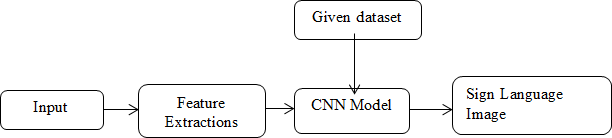 Given dataset
Input
Feature
Extractions
CNN Model
Sign Language
Image